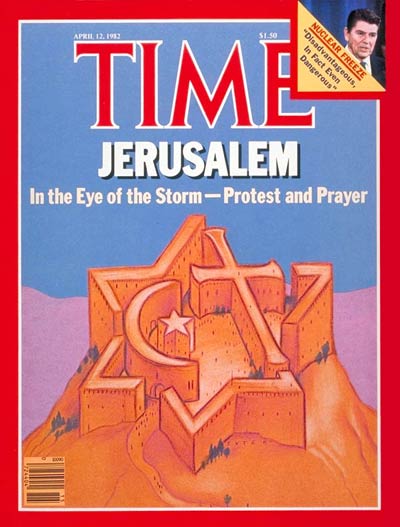 APRIL 12, 1982
$1.50
NUCLEAR FREEZE
"Disadvantageous,
In Fact Even
Dangerous"
TIME
JERUSALEM
In the Eye of the Storm—Protest and Prayer